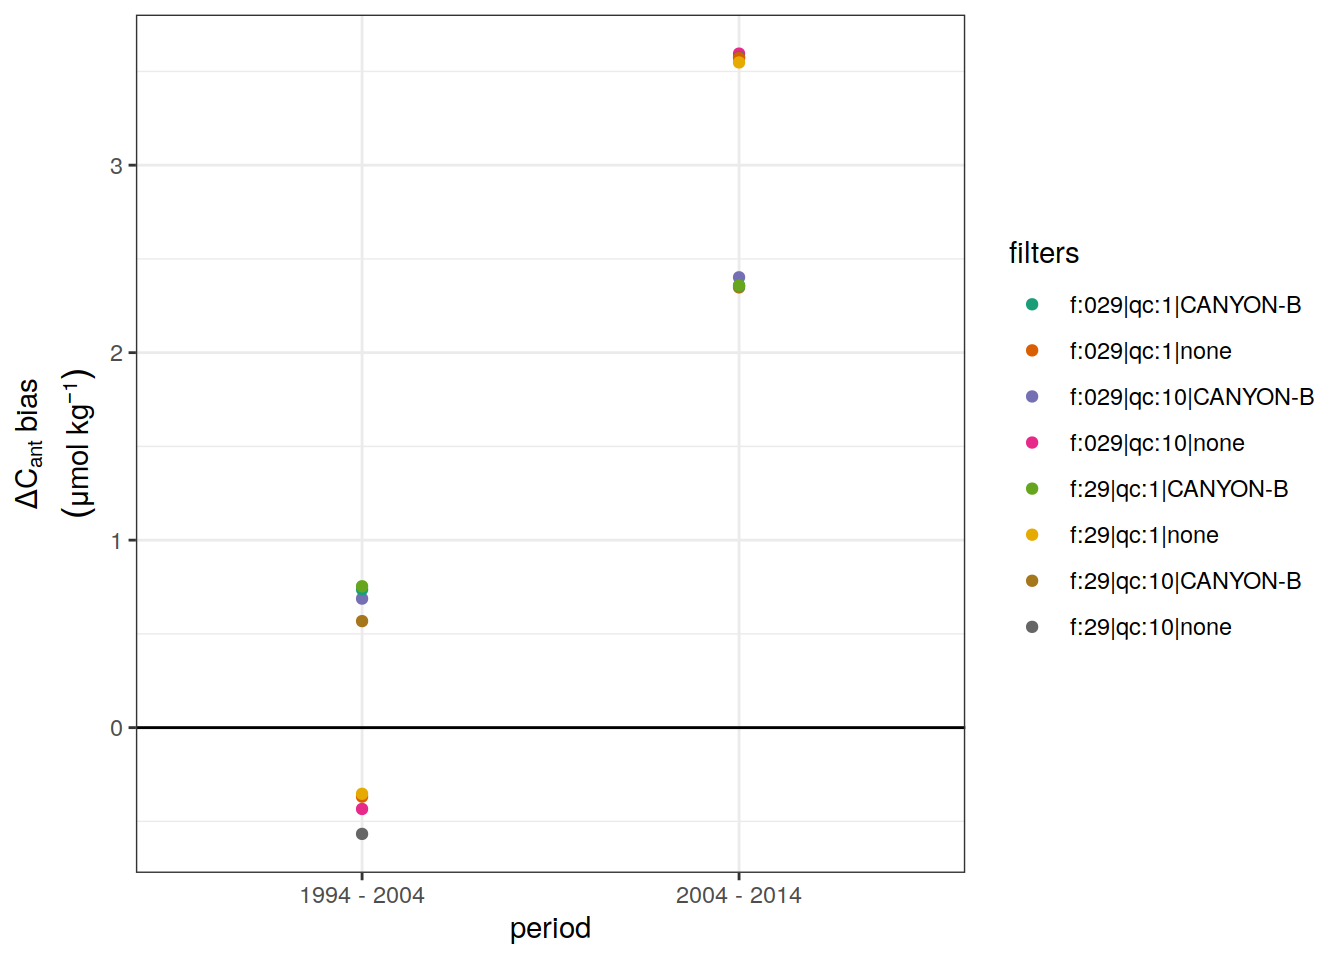 ΔCant bias
(μmol kg⁻¹)
3
2
1
0
1994 - 2004
2004 - 2014
period
filters
f:029|qc:1|CANYON-B
f:029|qc:1|none
f:029|qc:10|CANYON-B
f:029|qc:10|none
f:29|qc:1|CANYON-B
f:29|qc:1|none
f:29|qc:10|CANYON-B
f:29|qc:10|none